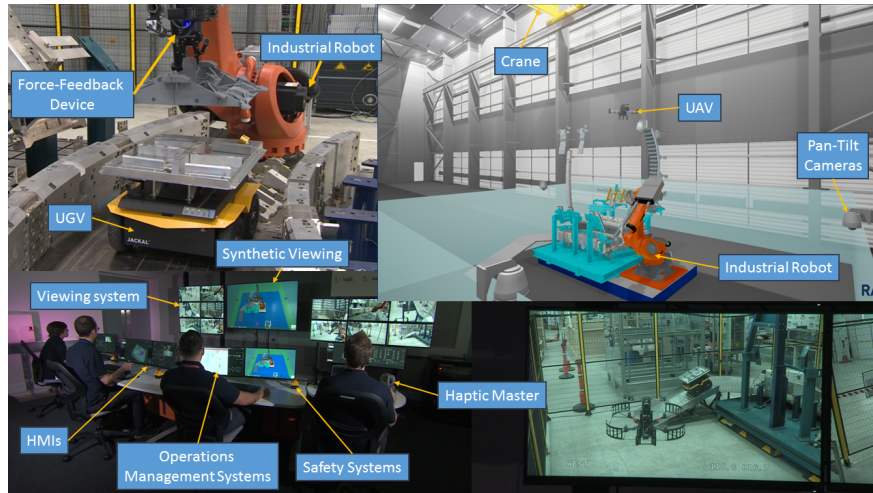 Industrial Robot
Force-Feedback
Device
UGV
JACKAL
Crane
UAV
Pan-Tilt
Cameras
Industrial Robot
RA
Synthetic Viewing
Viewing system
HMIs
Operations
Management Systems
Safety Systems
Haptic Master